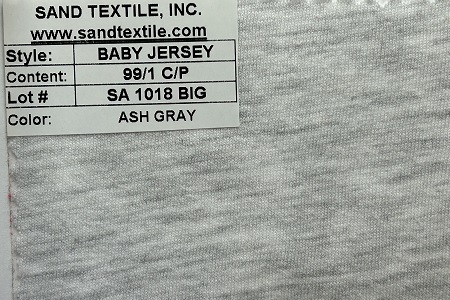 SAND TEXTILE, INC.
www.sandtextile.com
Style: BABY JERSEY
Content: 99/1 C/P
Lot # SA 1018 BIG
Color: ASH GRAY